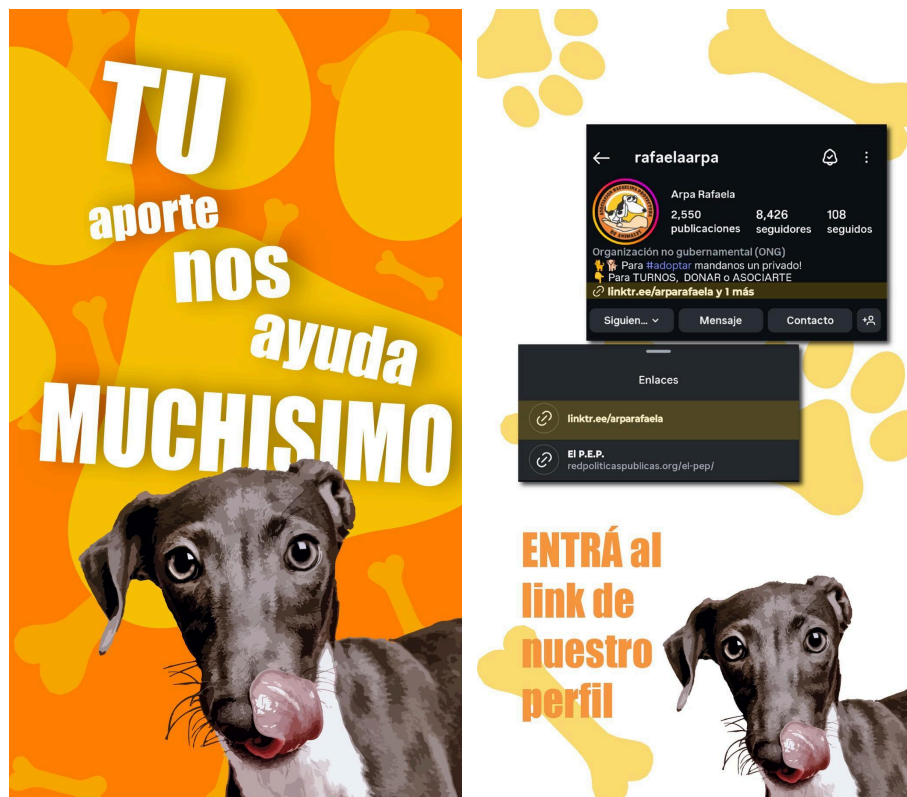 TU
aporte
nos
ayuda
MUCHISIMO
rafaelaarpa
Arpa Rafaela
2,550
publicaciones
8,426
seguidores
108
seguidos
Organización no gubernamental (ONG)
Para #adoptar mandanos un privado!
Para TURNOS, DONAR o ASOCIARTE
linktr.ee/arparafaela y 1 más
Siguien...
Mensaje
Contacto
Enlaces
linktr.ee/arparafaela
El P.E.P.
redpoliticaspublicas.org/el-pep/
ENTRÁ al
link de
nuestro
perfil